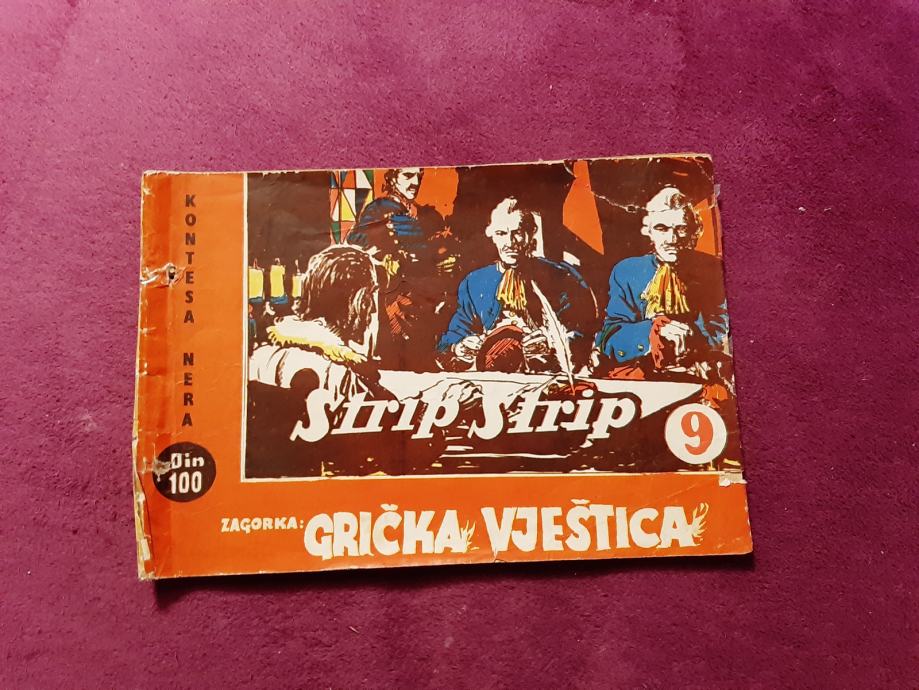 KONTESA NERA
Din
100
Strip Strip
9
ZAGORKA: GRIČKA VJEŠTICA